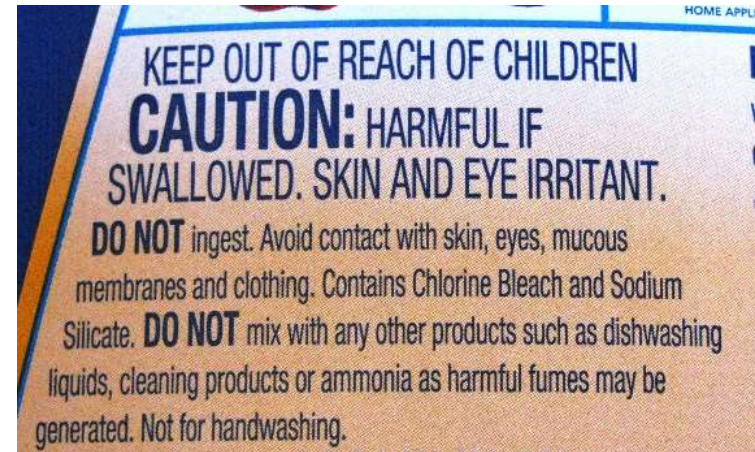 HOME APPL
KEEP OUT OF REACH OF CHILDREN
CAUTION: HARMFUL IF
SWALLOWED. SKIN AND EYE IRRITANT.
DO NOT ingest. Avoid contact with skin, eyes, mucous
membranes and clothing. Contains Chlorine Bleach and Sodium
Silicate. DO NOT mix with any other products such as dishwashing
liquids, cleaning products or ammonia as harmful fumes may be
generated. Not for handwashing.